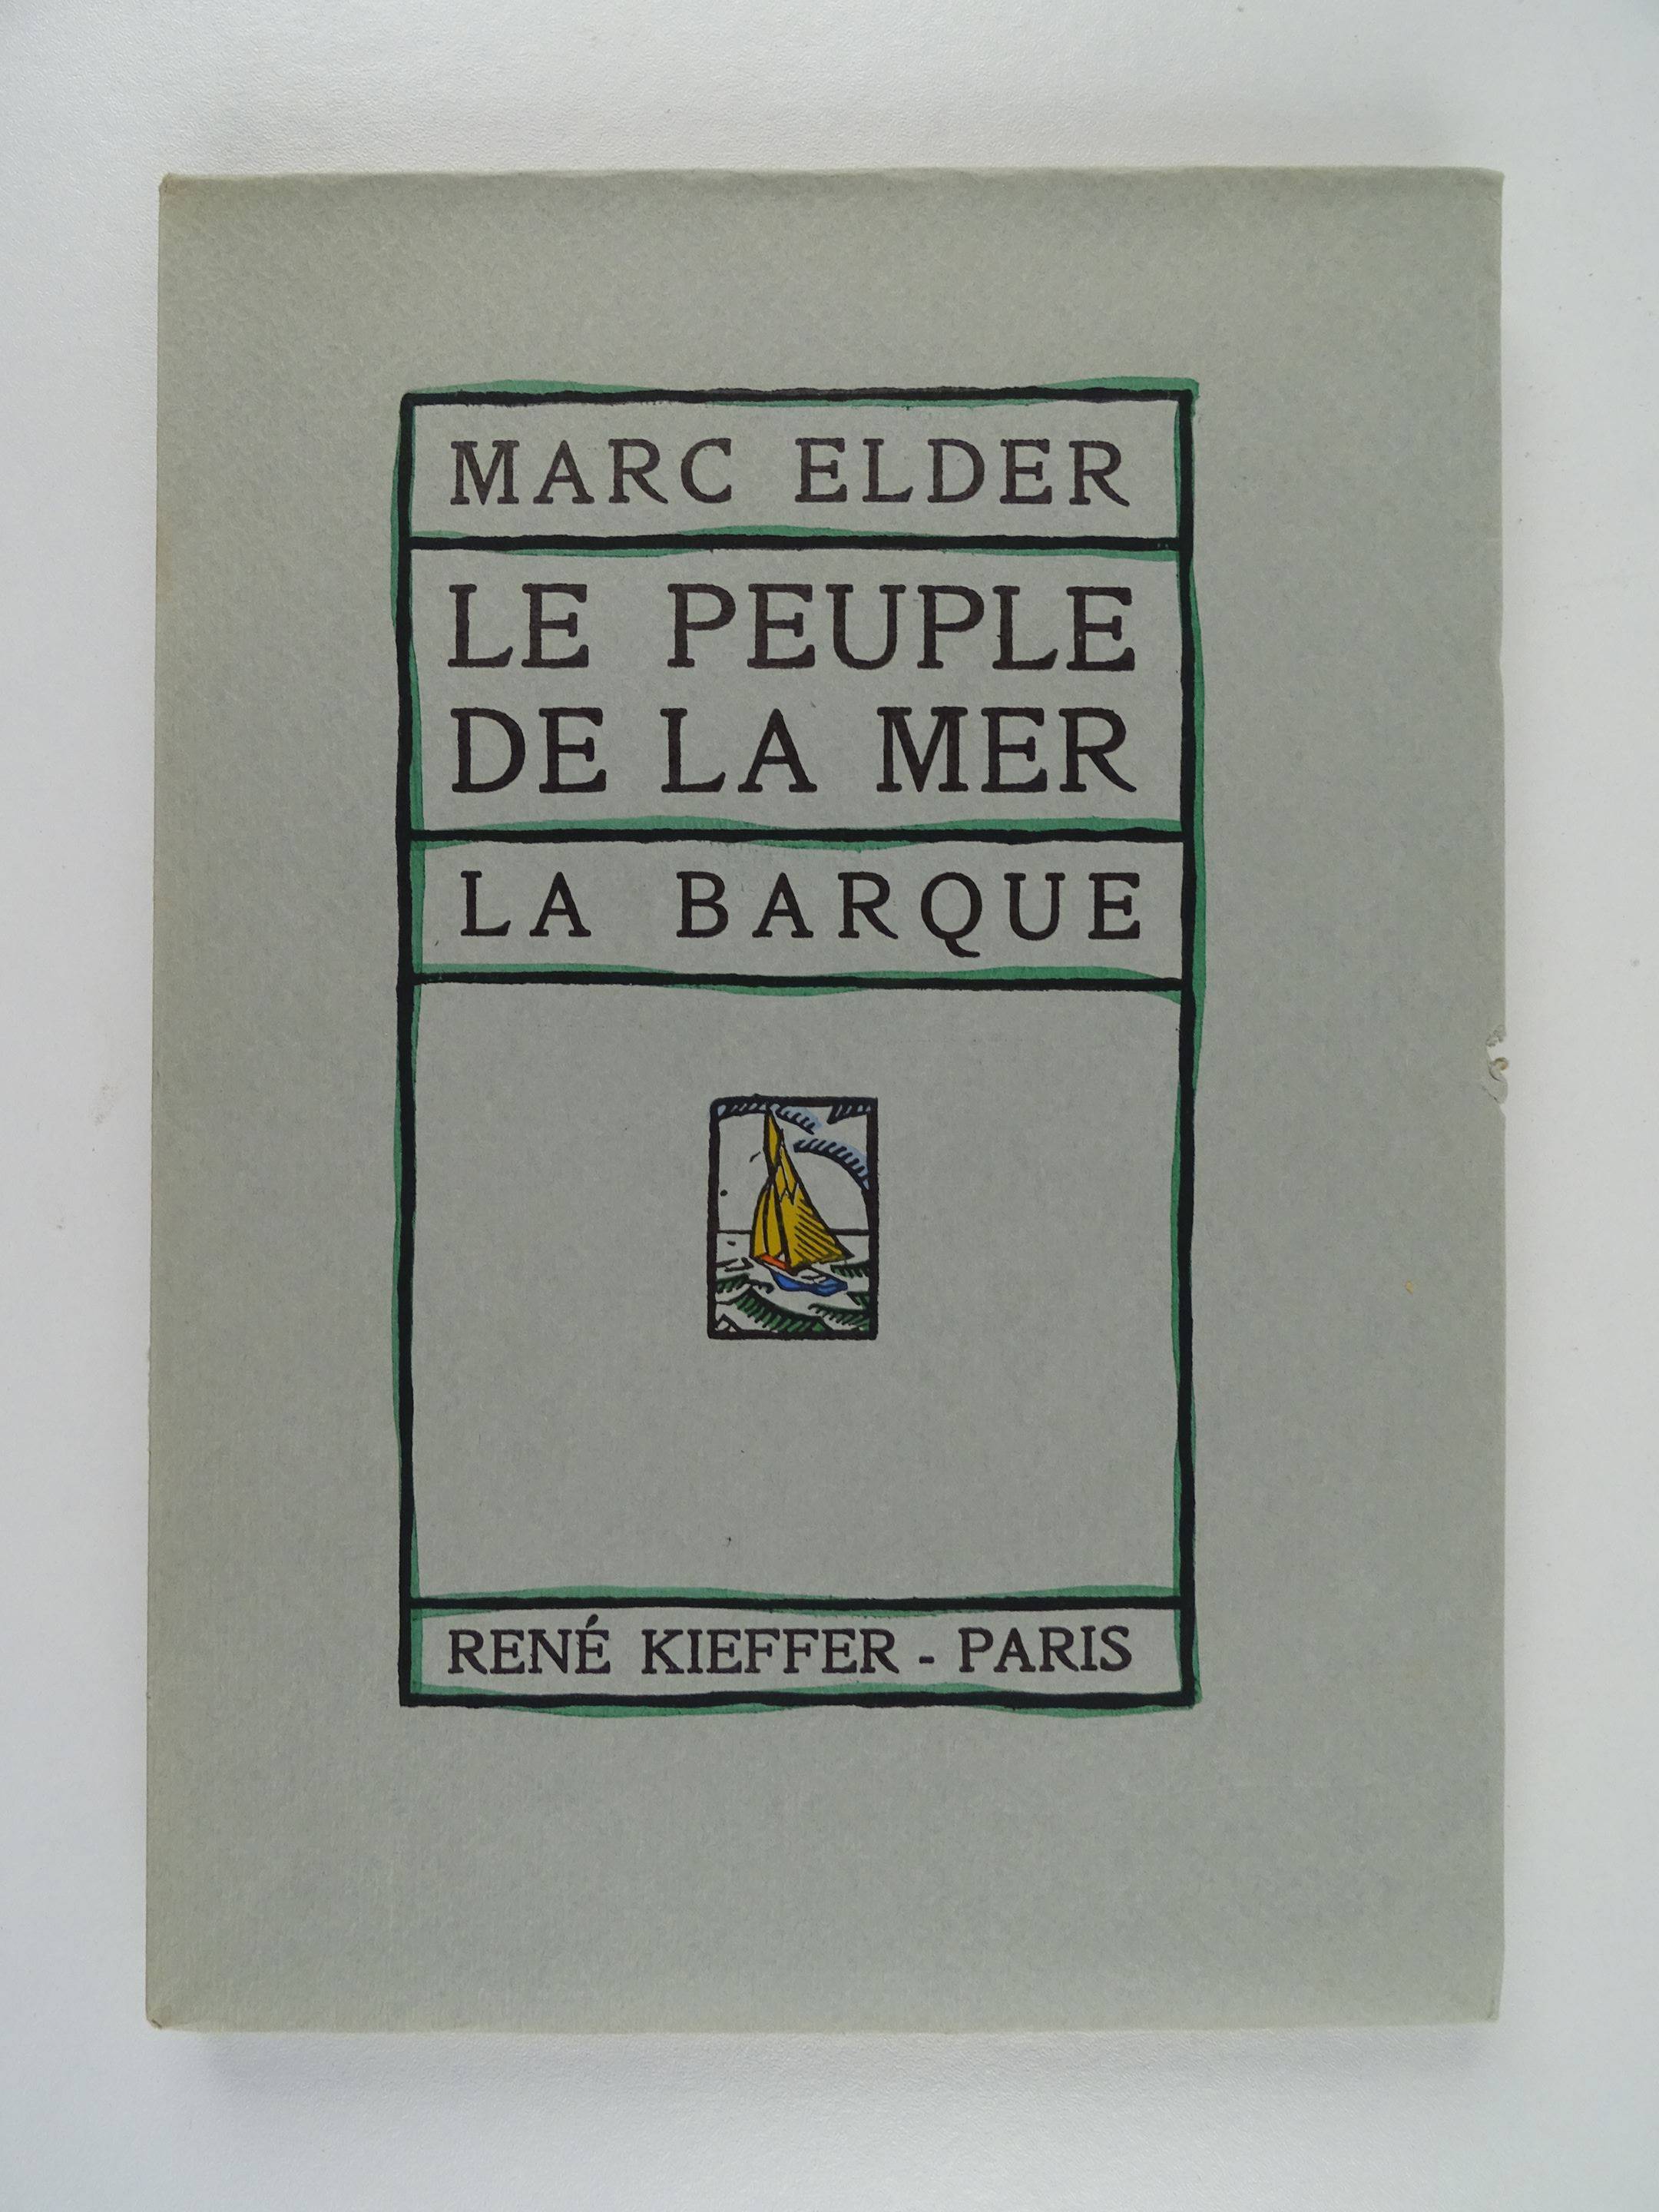 MARC ELDER
LE PEUPLE
DE LA MER
LA BARQUE
RENÉ KIEFFER - PARIS